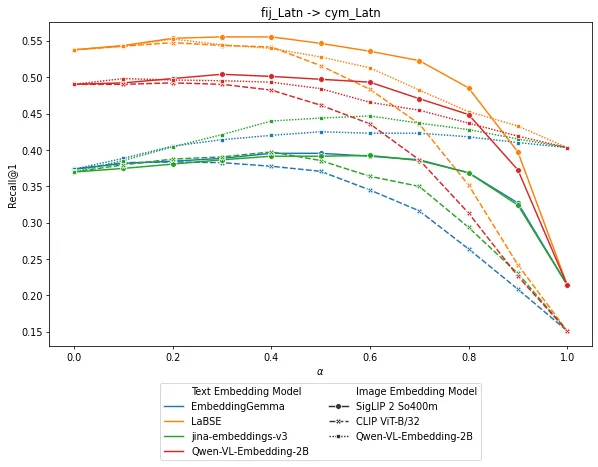 fij_Latn -> cym_Latn
Recall@1
0.55
0.50
0.45
0.40
0.35
0.30
0.25
0.20
0.15
0.0
0.2
0.4
0.6
0.8
1.0
α
Text Embedding Model
EmbeddingGemma
LaBSE
jina-embeddings-v3
Qwen-VL-Embedding-2B
Image Embedding Model
SigLIP 2 So400m
CLIP ViT-B/32
Qwen-VL-Embedding-2B